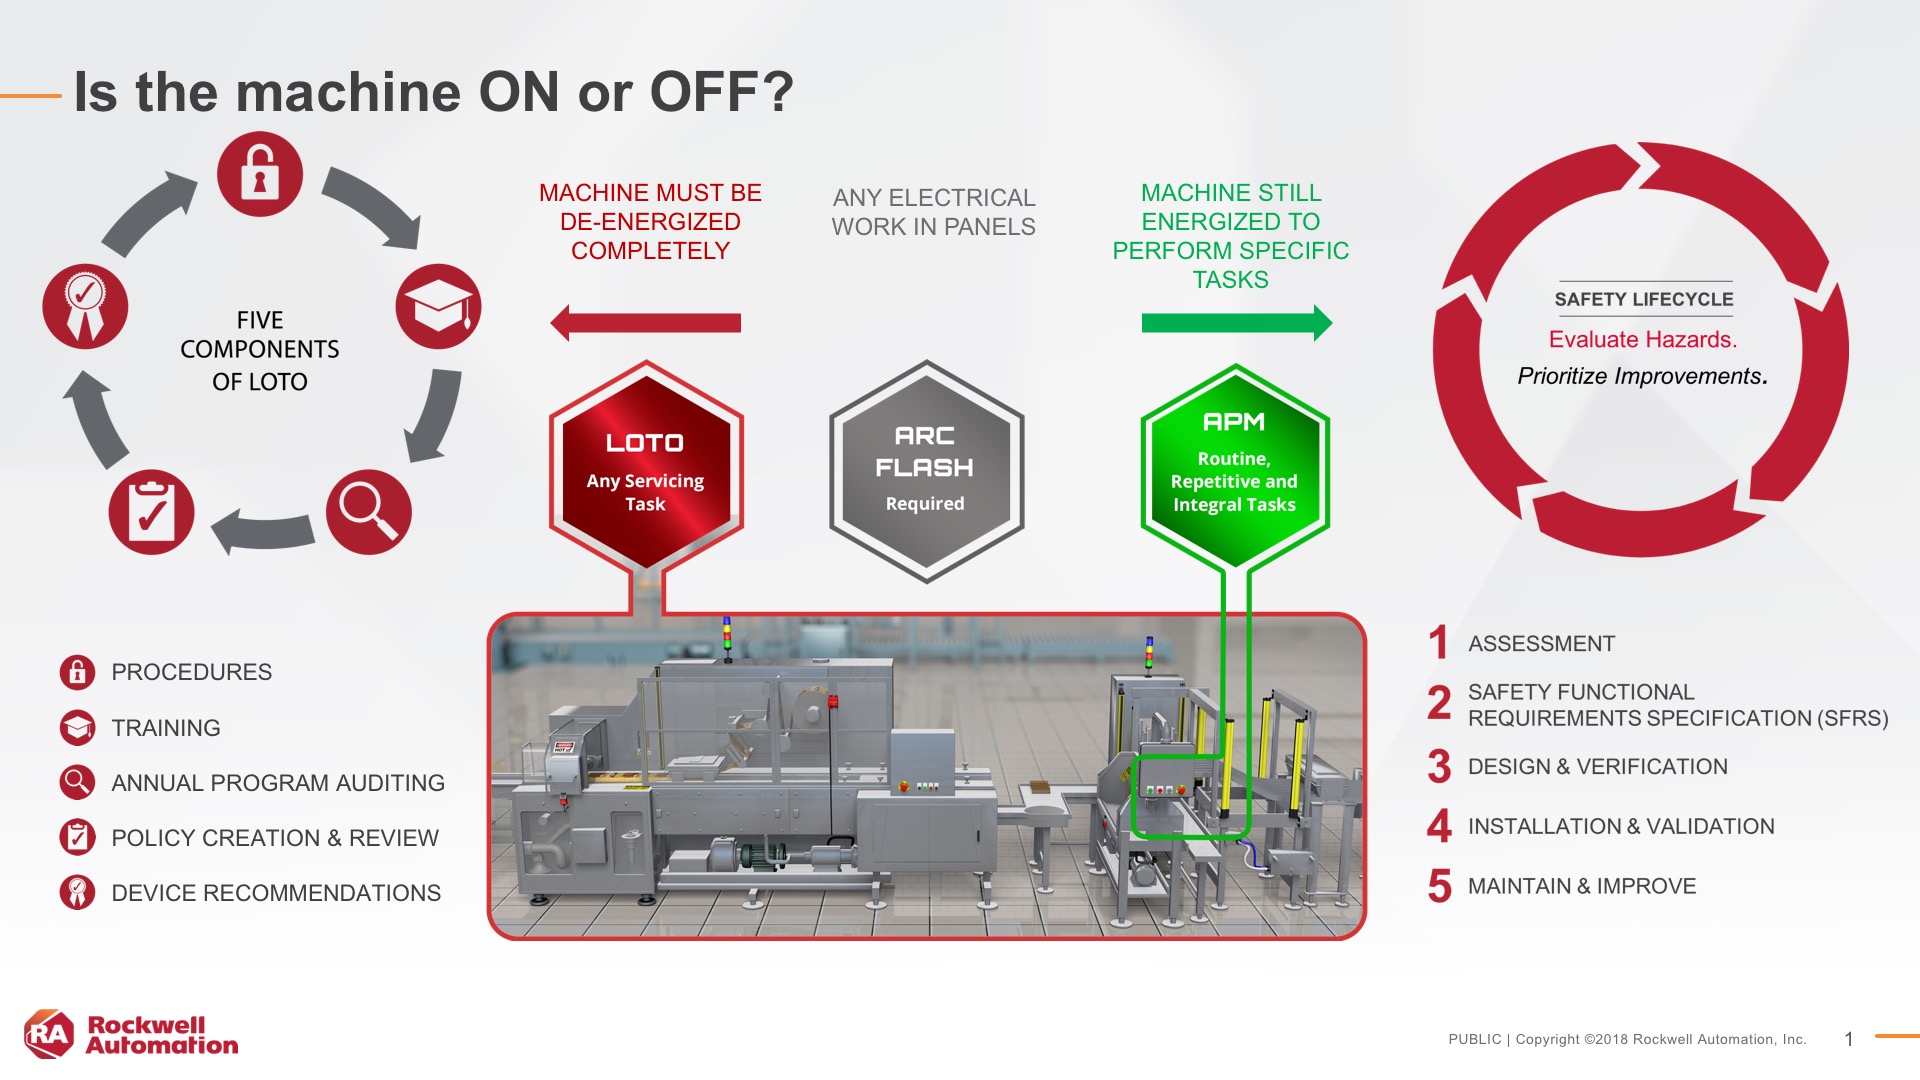 Is the machine ON or OFF?
FIVE
COMPONENTS
OF LOTO
PROCEDURES
TRAINING
ANNUAL PROGRAM AUDITING
POLICY CREATION & REVIEW
DEVICE RECOMMENDATIONS
MACHINE MUST BE
DE-ENERGIZED
COMPLETELY
ANY ELECTRICAL
WORK IN PANELS
MACHINE STILL
ENERGIZED TO
PERFORM SPECIFIC
TASKS
LOTO
Any Servicing
Task
ARC
FLASH
Required
APM
Routine,
Repetitive and
Integral Tasks
SAFETY LIFECYCLE
Evaluate Hazards.
Prioritize Improvements.
1 ASSESSMENT
2 SAFETY FUNCTIONAL
REQUIREMENTS SPECIFICATION (SFRS)
3 DESIGN & VERIFICATION
4 INSTALLATION & VALIDATION
5 MAINTAIN & IMPROVE
RA
Rockwell
Automation
PUBLIC | Copyright ©2018 Rockwell Automation, Inc.
1